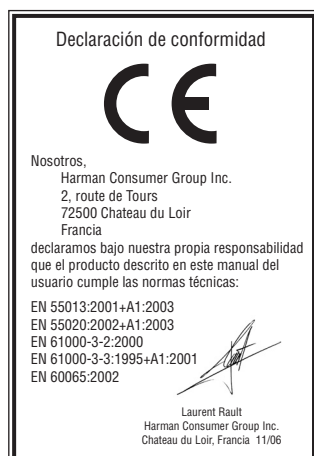 Declaración de conformidad
CE
Nosotros,
Harman Consumer Group Inc.
2, route de Tours
72500 Chateau du Loir
Francia
declaramos bajo nuestra propia responsabilidad
que el producto descrito en este manual del
usuario cumple las normas técnicas:
EN 55013:2001+A1:2003
EN 55020:2002+A1:2003
EN 61000-3-2:2000
EN 61000-3-3:1995+A1:2001
EN 60065:2002
Laurent Rault
Harman Consumer Group Inc.
Chateau du Loir, Francia 11/06